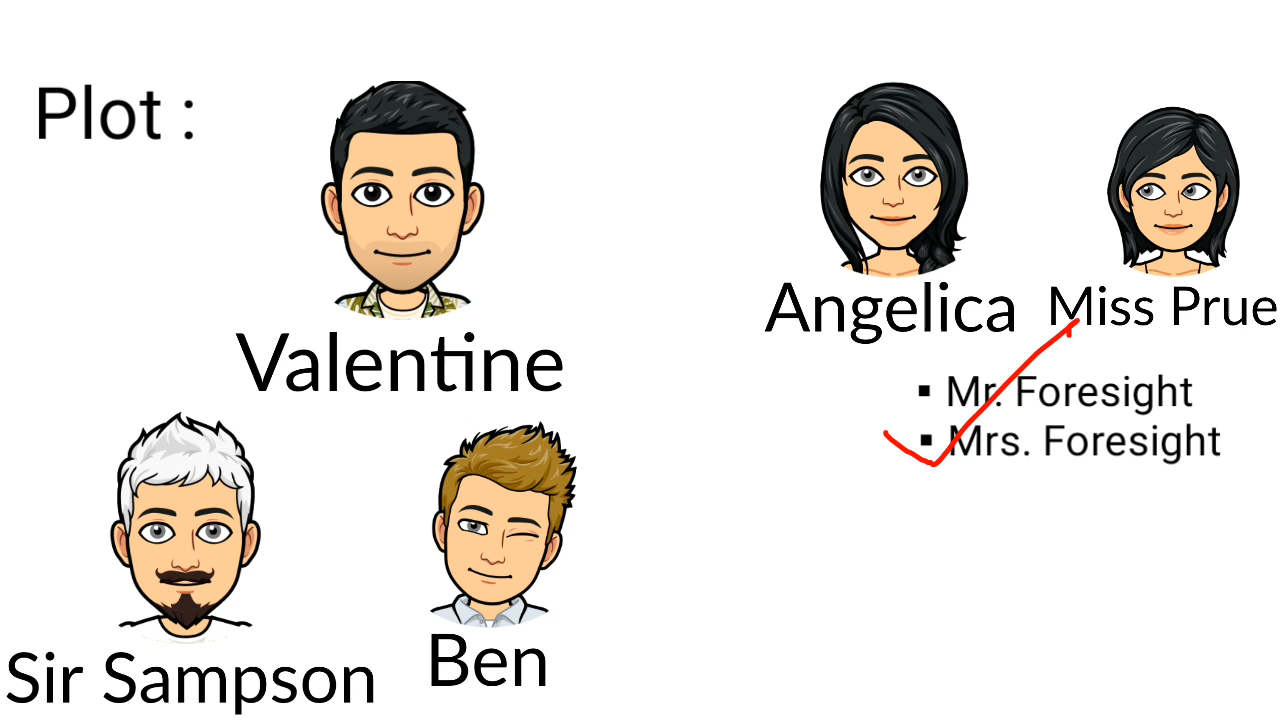 Plot :
Valentine
Angelica
Miss Prue
▪ Mr. Foresight
▪ Mrs. Foresight
Sir Sampson
Ben